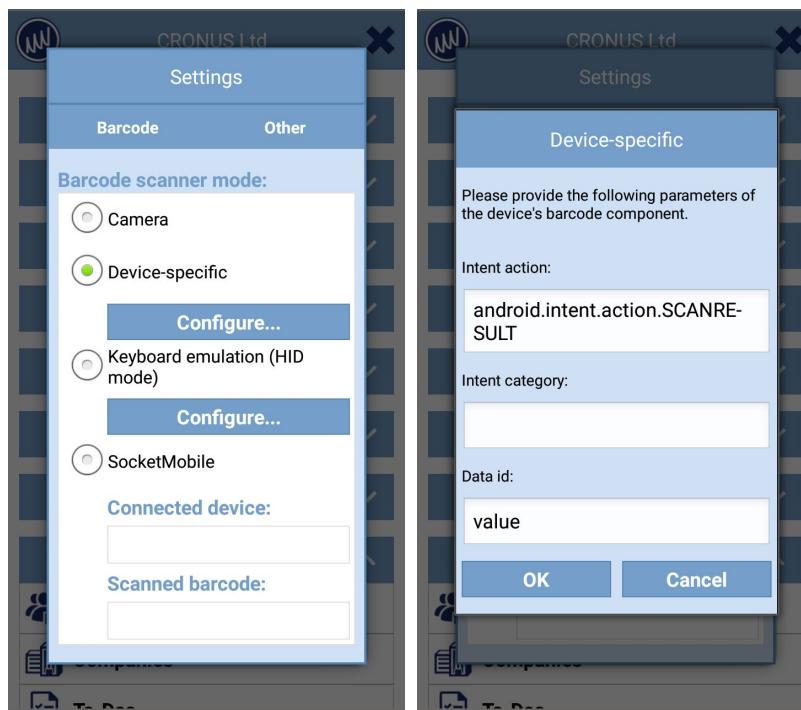 CRONUS Ltd
Settings
Barcode Other
Barcode scanner mode:
Camera
Device-specific
Configure...
Keyboard emulation (HID
mode)
Configure...
SocketMobile
Connected device:
Scanned barcode:
Companies
CRONUS Ltd
Settings
Device-specific
Please provide the following parameters of
the device's barcode component.
Intent action:
android.intent.action.SCANRE-
SULT
Intent category:
Data id:
value
OK Cancel
Companies